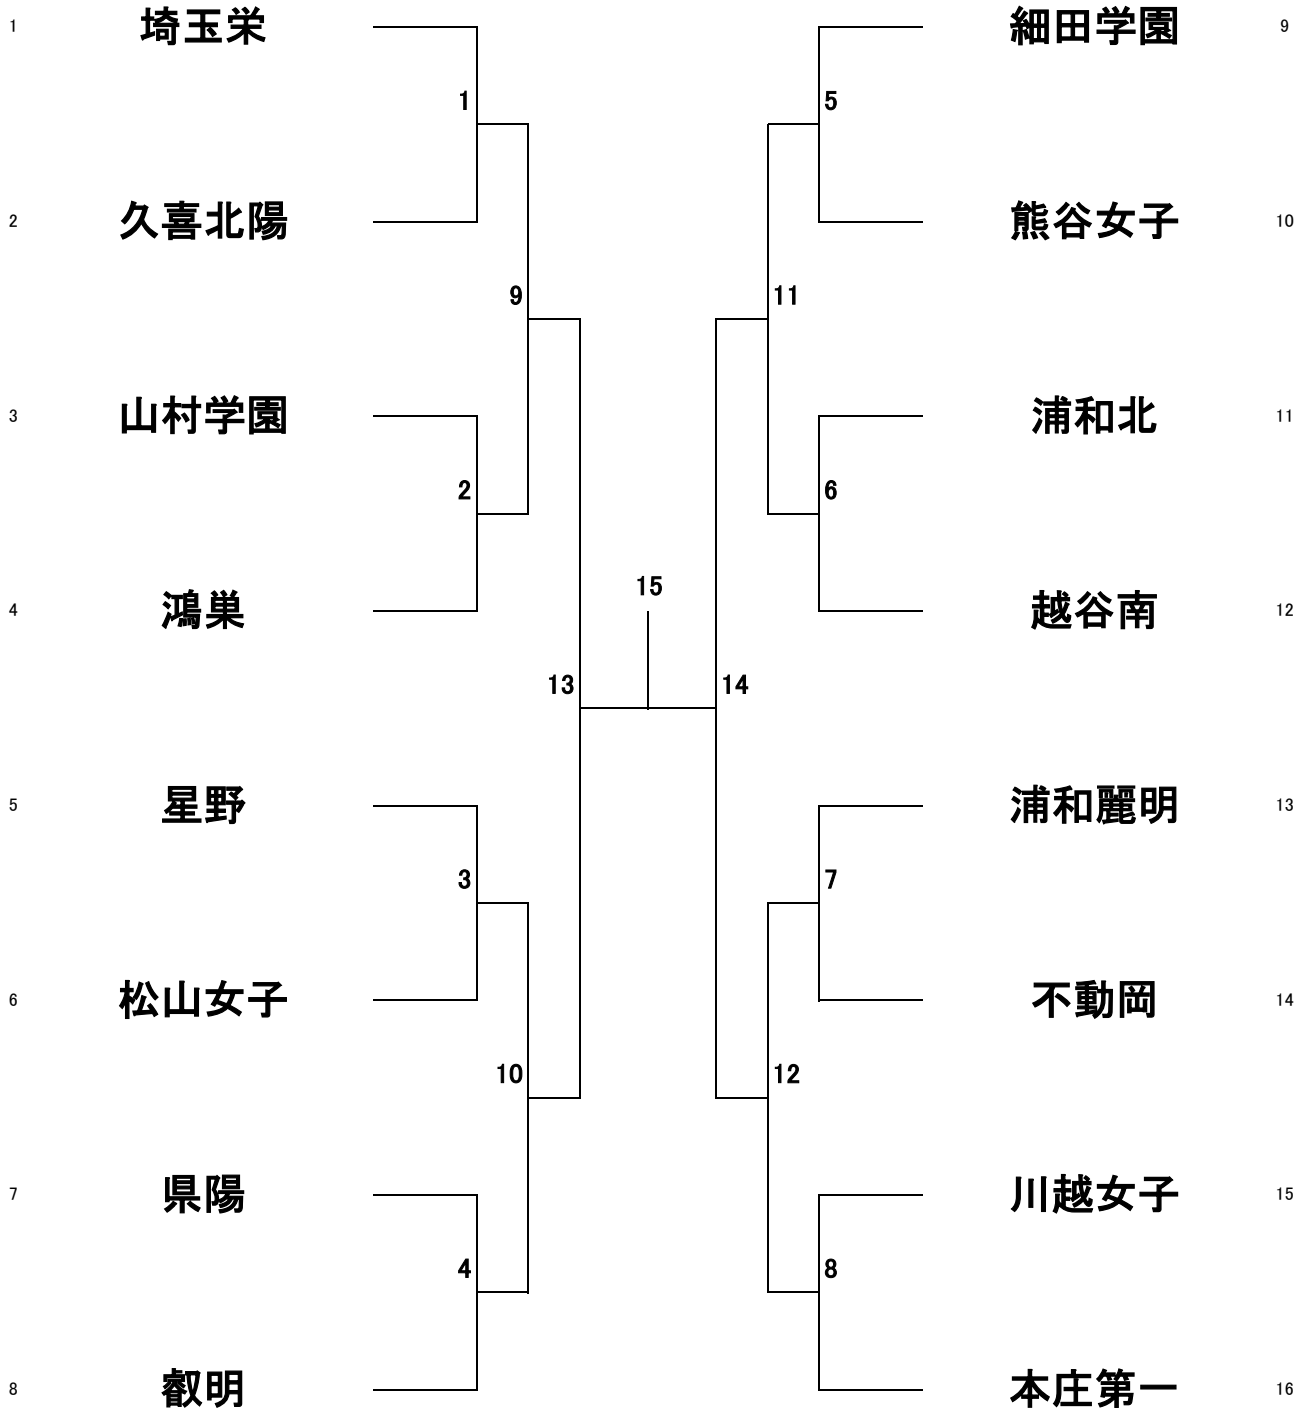 1 埼玉栄 細田学園 9
1 5
2 久喜北陽 熊谷女子 10
9 11
3 山村学園 浦和北 11
2 6
4 鴻巣 越谷南 12
15
13 14
5 星野 浦和麗明 13
3 7
6 松山女子 不動岡 14
10 12
7 県陽 川越女子 15
4 8
8 叡明 本庄第一 16